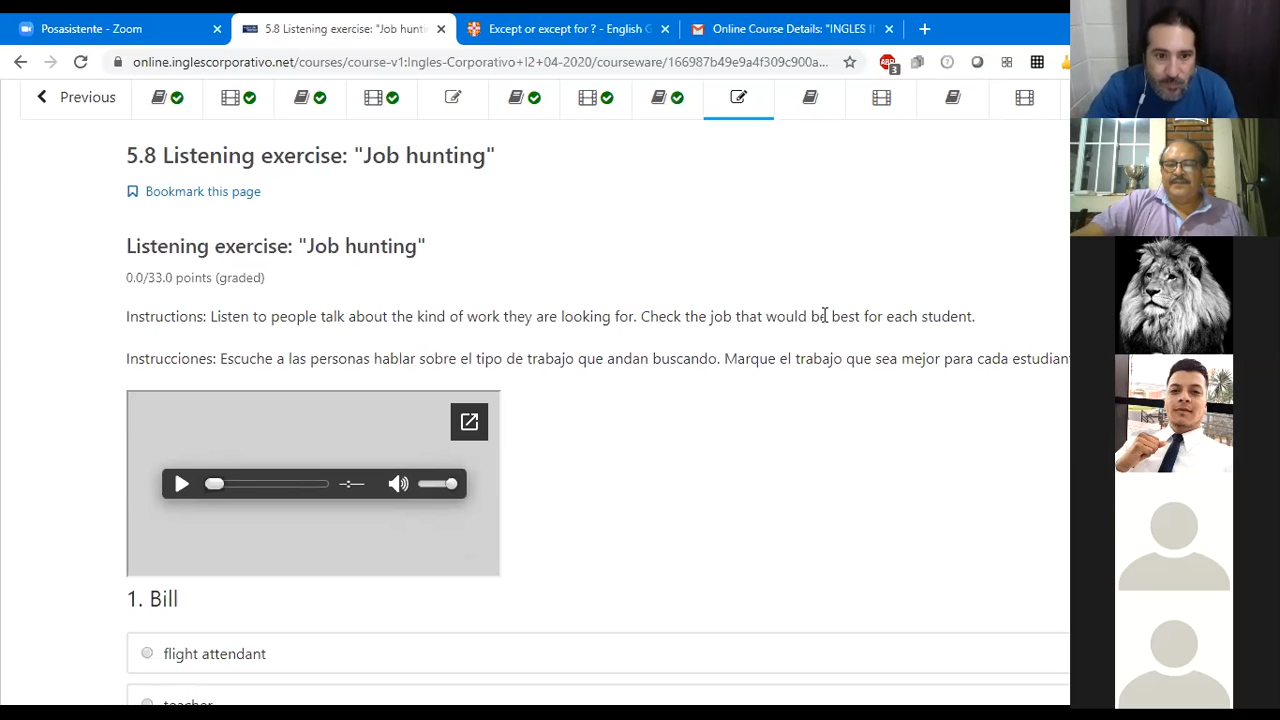 Posasistente - Zoom
5.8 Listening exercise: "Job hunti
Except or except for ? - English G
Online Course Details: "INGLES II
online.inglescorporativo.net/courses/course-v1:Ingles-Corporativo+I2+04-2020/courseware/166987b49e9a4f309c900a...
3
Previous
5.8 Listening exercise: "Job hunting"
Bookmark this page
Listening exercise: "Job hunting"
0.0/33.0 points (graded)
Instructions: Listen to people talk about the kind of work they are looking for. Check the job that would be best for each student.
Instrucciones: Escuche a las personas hablar sobre el tipo de trabajo que andan buscando. Marque el trabajo que sea mejor para cada estudiant
1. Bill
flight attendant
teacher